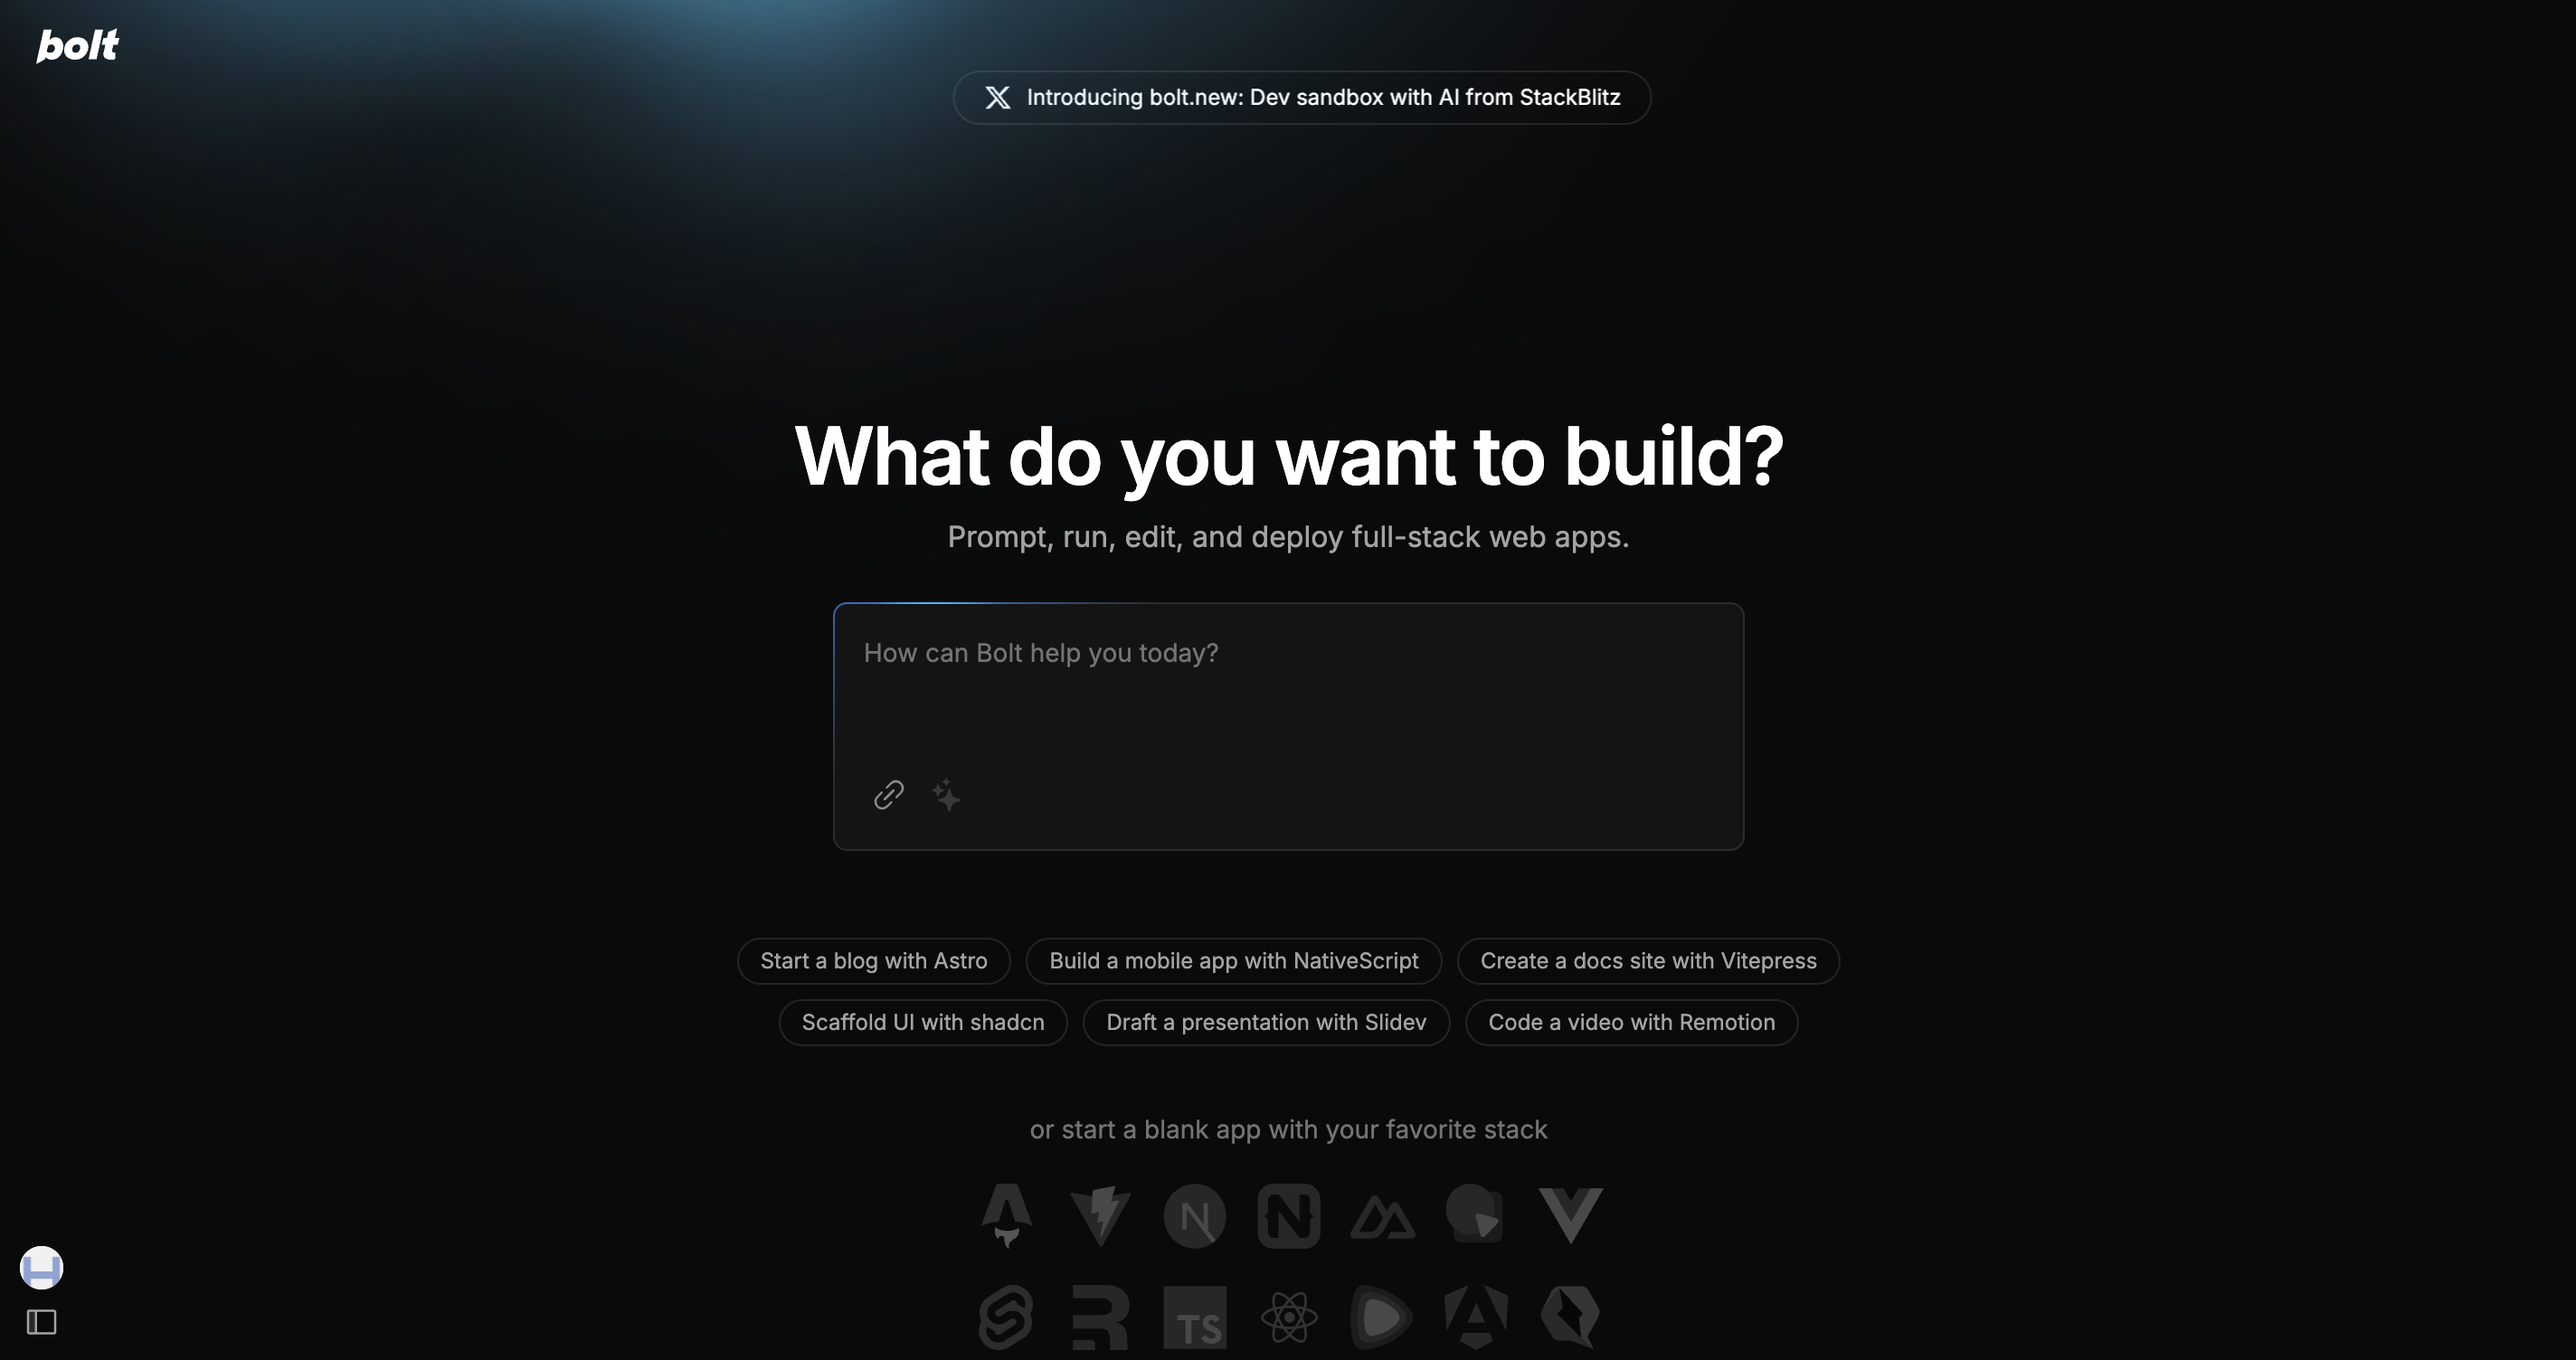 bolt
Introducing bolt.new: Dev sandbox with AI from StackBlitz
What do you want to build?
Prompt, run, edit, and deploy full-stack web apps.
How can Bolt help you today?
Start a blog with Astro
Build a mobile app with NativeScript
Create a docs site with Vitepress
Scaffold UI with shadcn
Draft a presentation with Slidev
Code a video with Remotion
or start a blank app with your favorite stack
N
N
TS